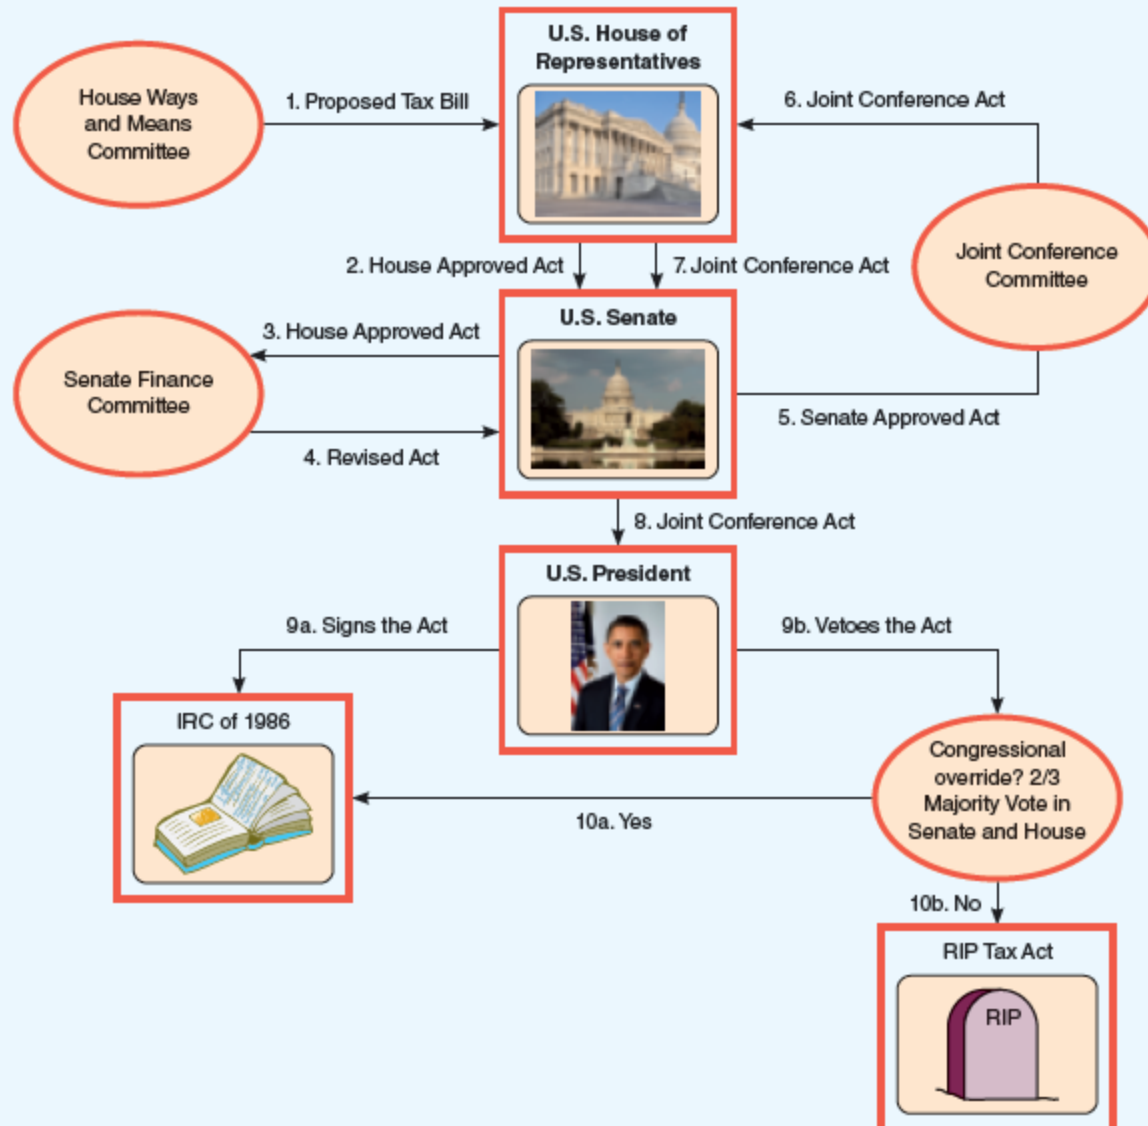 U.S. House of
Representatives
House Ways
and Means
Committee
1. Proposed Tax Bill
6. Joint Conference Act
2. House Approved Act
7. Joint Conference Act
Joint Conference
Committee
U.S. Senate
3. House Approved Act
Senate Finance
Committee
5. Senate Approved Act
4. Revised Act
8. Joint Conference Act
U.S. President
9a. Signs the Act
9b. Vetoes the Act
IRC of 1986
Congressional
override? 2/3
Majority Vote in
Senate and House
10a. Yes
10b. No
RIP Tax Act
RIP